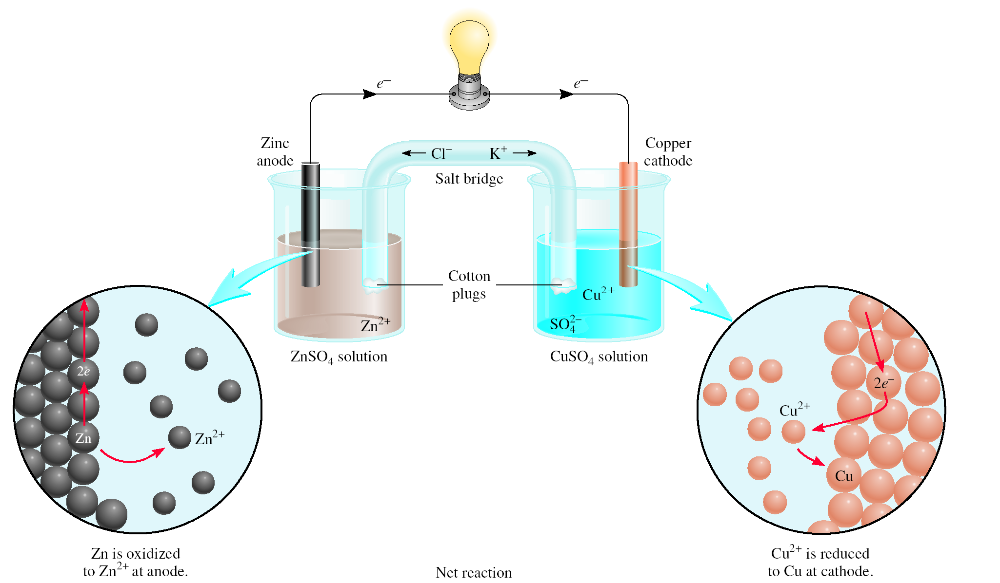 e⁻
e⁻
Zinc
anode
Cl⁻
K⁺
Copper
cathode
Salt bridge
Cotton
plugs
Cu²⁺
Zn²⁺
SO₄²⁻
ZnSO₄ solution
CuSO₄ solution
2e⁻
Zn
Zn²⁺
2e⁻
Cu²⁺
Cu
Zn is oxidized
to Zn²⁺ at anode.
Net reaction
Cu²⁺ is reduced
to Cu at cathode.